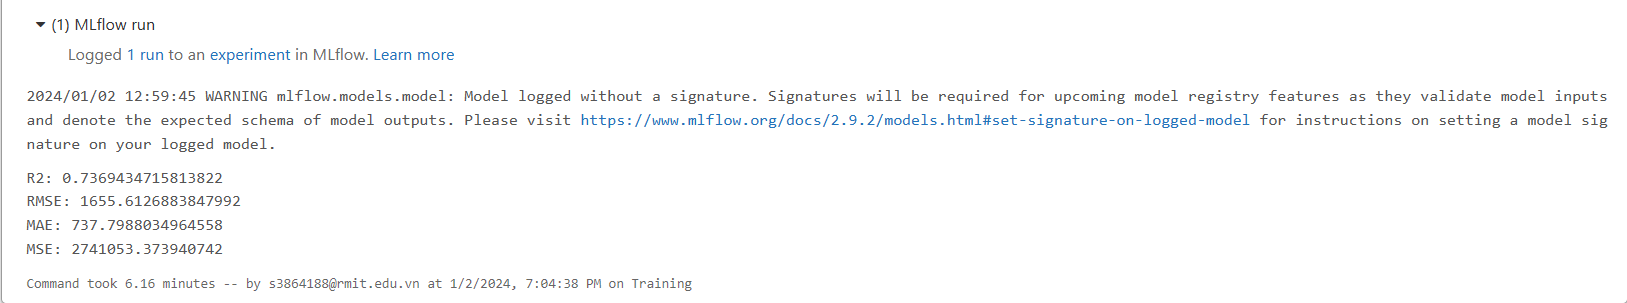 (1) MLflow run
Logged 1 run to an experiment in MLflow. Learn more
2024/01/02 12:59:45 WARNING mlflow.models.model: Model logged without a signature. Signatures will be required for upcoming model registry features as they validate model inputs
and denote the expected schema of model outputs. Please visit https://www.mlflow.org/docs/2.9.2/models.html#set-signature-on-logged-model for instructions on setting a model sig
nature on your logged model.
R2: 0.7369434715813822
RMSE: 1655.6126883847992
MAE: 737.7988034964558
MSE: 2741053.373940742
Command took 6.16 minutes -- by s3864188@rmit.edu.vn at 1/2/2024, 7:04:38 PM on Training